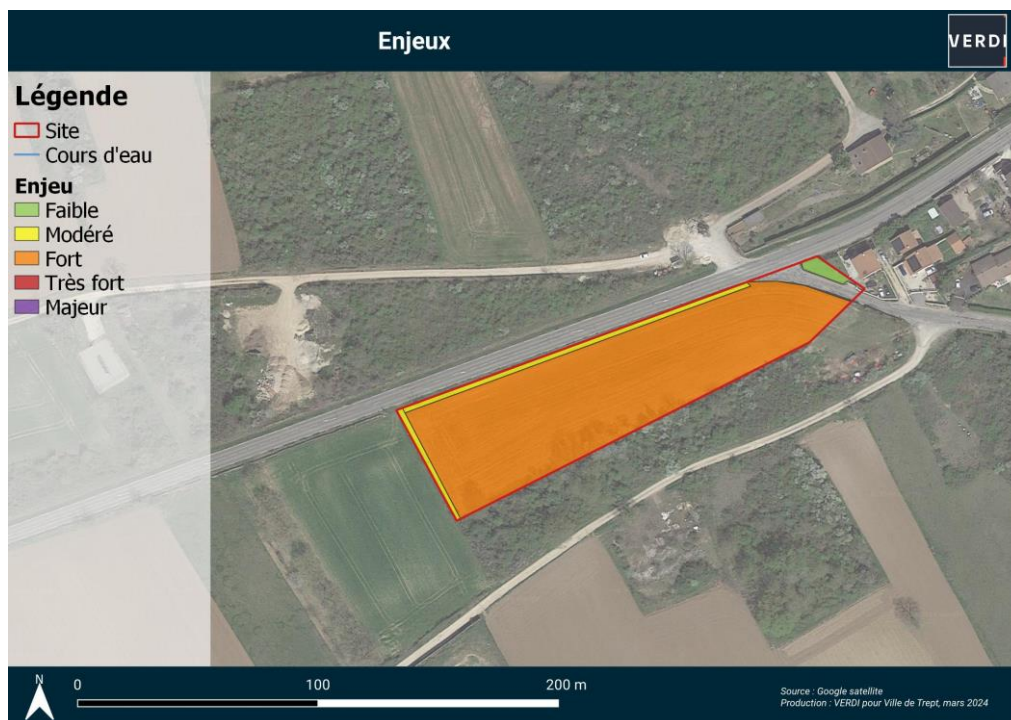 Enjeux
VERDI
Légende
Site
Cours d'eau
Enjeu
Faible
Modéré
Fort
Très fort
Majeur
N
0 100 200 m
Source : Google satellite
Production : VERDI pour Ville de Trept, mars 2024